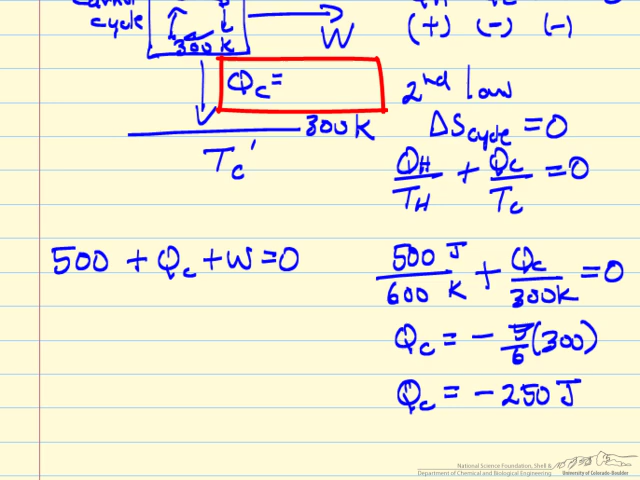 cycle
300 K
W
QH
(+) (-) (-)
Qc =
300 K
Tc'
2nd law
ΔScycle = 0
QH/TH + Qc/Tc = 0
500 + Qc + W = 0
500 J/600 K + Qc/300K = 0
Qc = - 5/6 (300)
Qc = - 250 J
National Science Foundation, Shell &
Department of Chemical and Biological Engineering
University of Colorado-Boulder